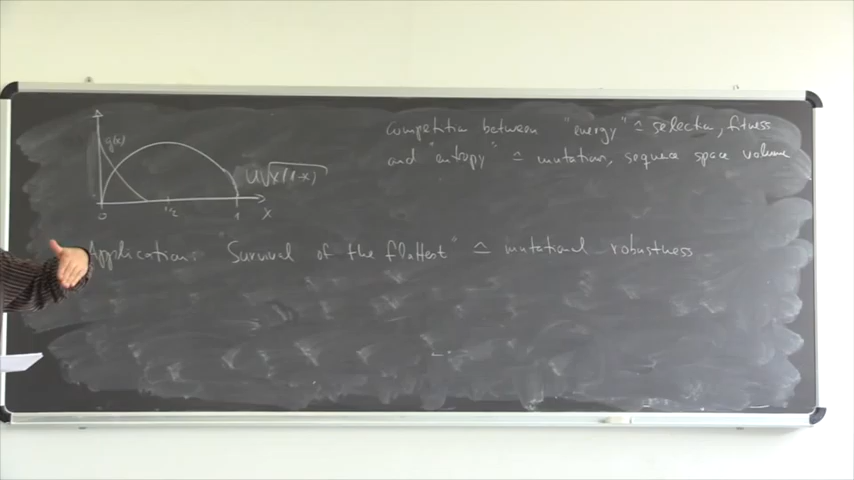 g(x)
U√x(1-x)
0 1/2 1 x
Competition between "energy" ≙ selection, fitness
and "entropy" ≙ mutation, sequence space volume
Application: "Survival of the flattest" ≙ mutational robustness